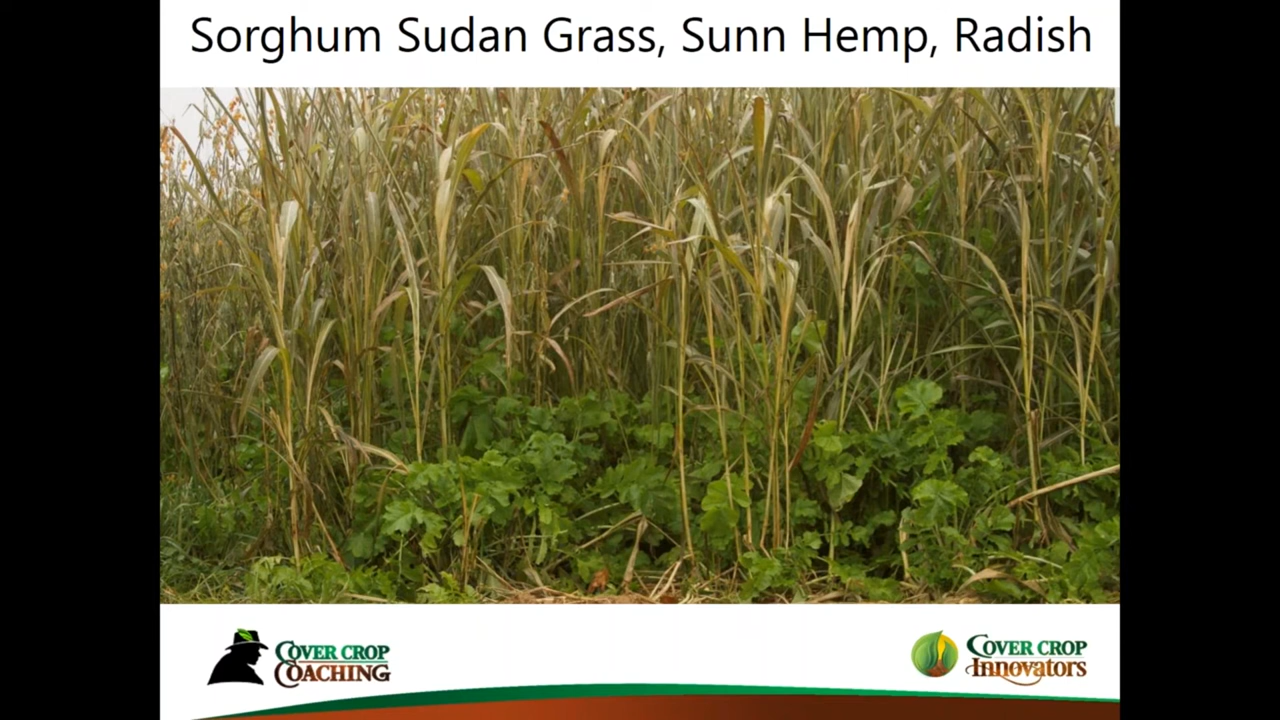 Sorghum Sudan Grass, Sunn Hemp, Radish
COVER CROP
COACHING
COVER CROP
Innovators